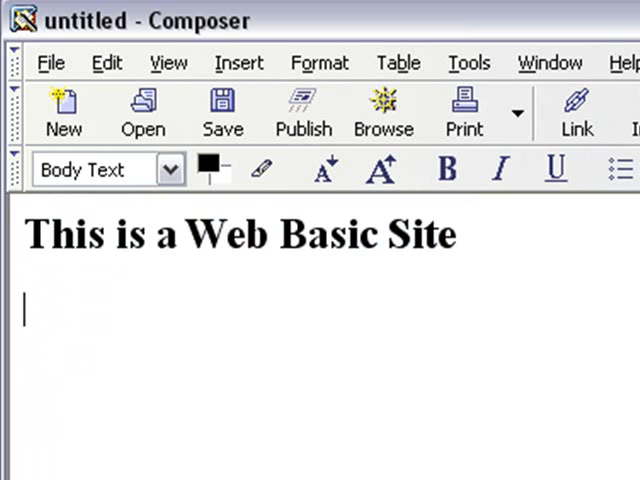 untitled - Composer
File Edit View Insert Format Table Tools Window Help
New Open Save Publish Browse Print Link
Body Text A A B I U
This is a Web Basic Site